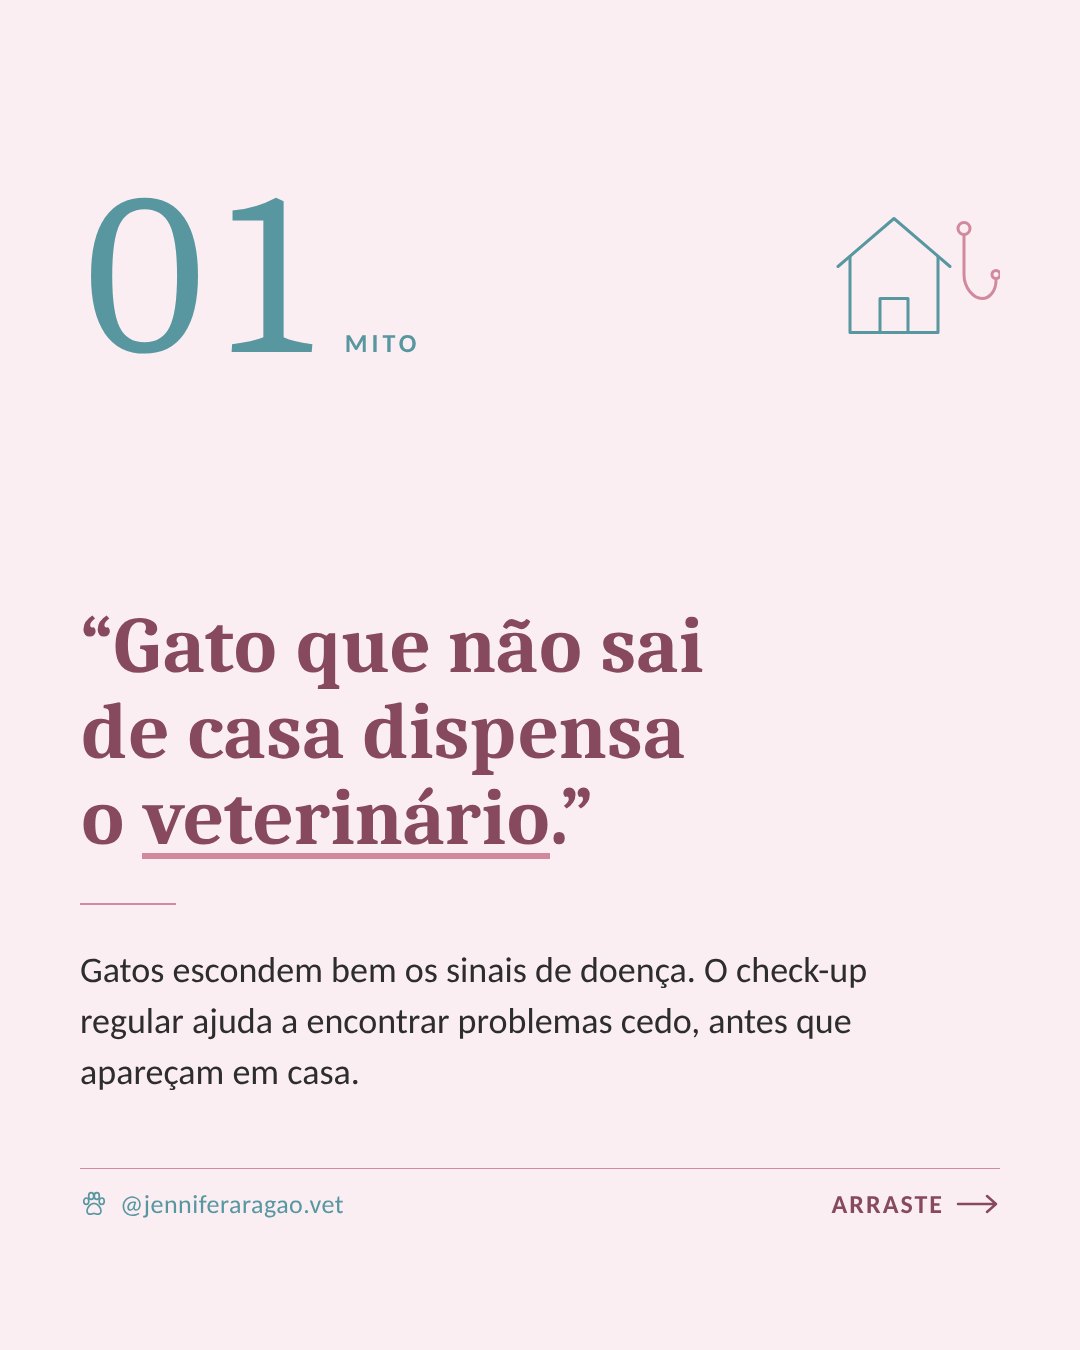 01 MITO
“Gato que não sai
de casa dispensa
o veterinário.”
Gatos escondem bem os sinais de doença. O check-up
regular ajuda a encontrar problemas cedo, antes que
apareçam em casa.
@jenniferaragao.vet
ARRASTE